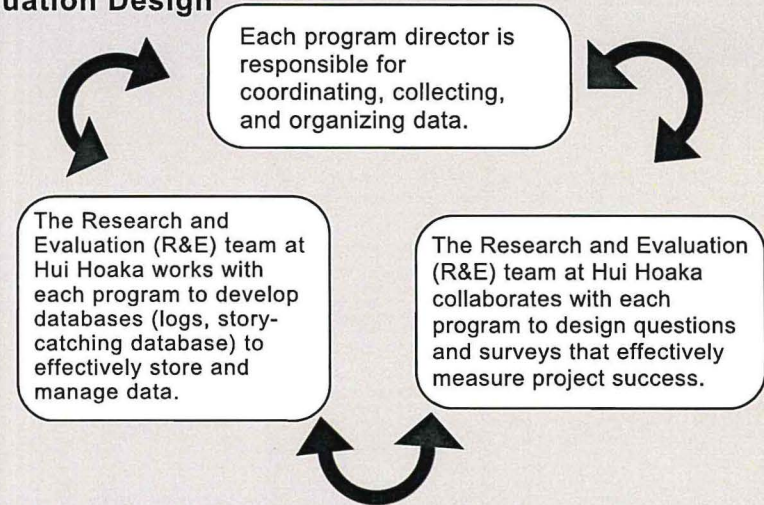 uation Design
Each program director is
responsible for
coordinating, collecting,
and organizing data.
The Research and
Evaluation (R&E) team at
Hui Hoaka works with
each program to develop
databases (logs, story-
catching database) to
effectively store and
manage data.
The Research and Evaluation
(R&E) team at Hui Hoaka
collaborates with each
program to design questions
and surveys that effectively
measure project success.